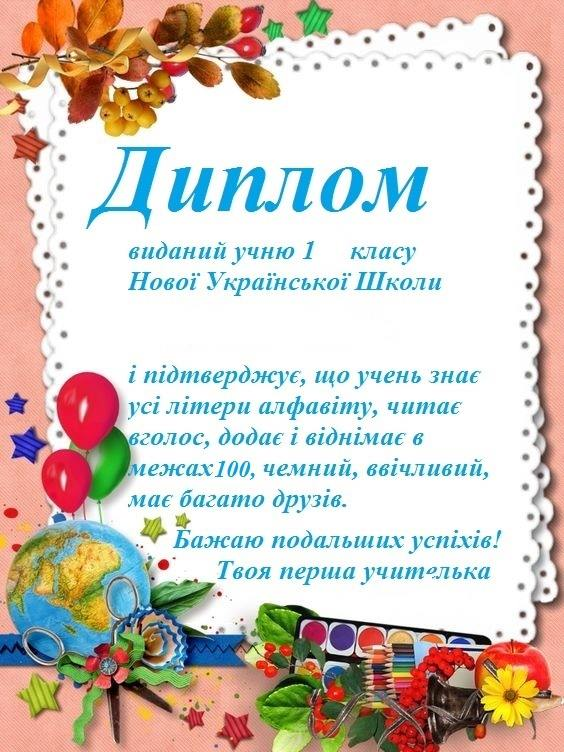 Диплом
виданий учню 1 класу
Нової Української Школи
і підтверджує, що учень знає
усі літери алфавіту, читає
вголос, додає і віднімає в
межах100, чемний, ввічливий,
має багато друзів.
Бажаю подальших успіхів!
Твоя перша учителька